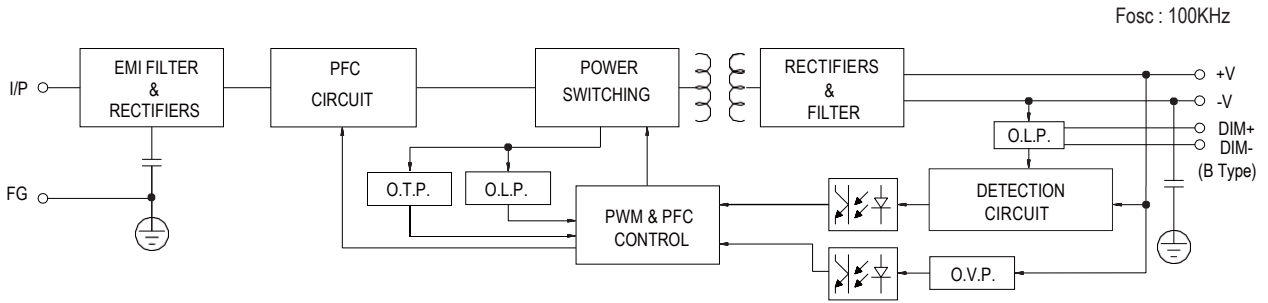 Fosc : 100KHz
I/P
EMI FILTER
&
RECTIFIERS
PFC
CIRCUIT
POWER
SWITCHING
RECTIFIERS
&
FILTER
+V
-V
DIM+
DIM-
(B Type)
O.L.P.
FG
O.T.P.
O.L.P.
PWM & PFC
CONTROL
DETECTION
CIRCUIT
O.V.P.